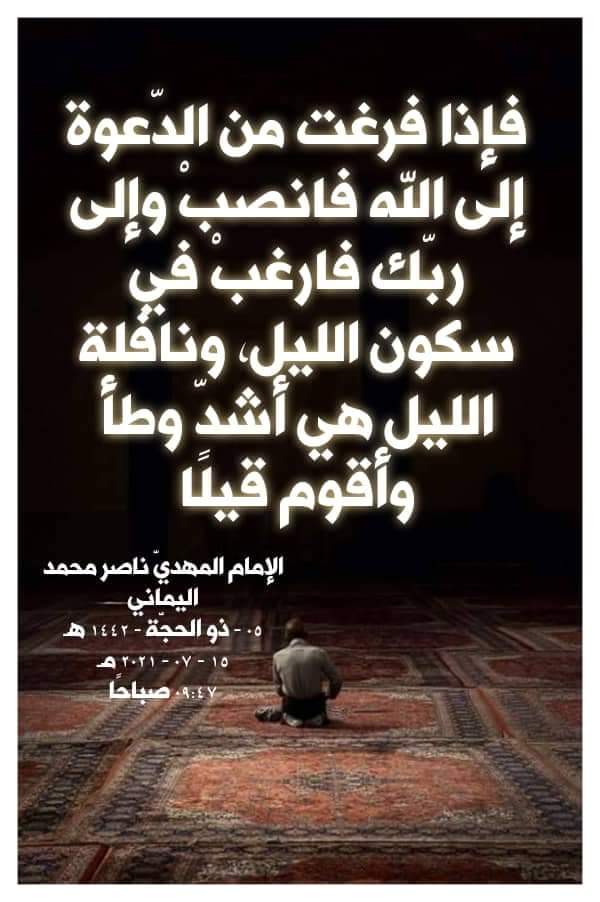 فإذا فرغت من الدّعوة
إلى الله فانصبْ وإلى
ربّك فارغبْ في
سكون الليل، ونافلة
الليل هي أشدّ وطأ
وأقوم قيلًا
الإمام المهديّ ناصر محمد
اليماني
٠٥ - ذو الحجّة - ١٤٤٢ هـ
١٥ - ٠٧ - ٢٠٢١ مـ
٠٩:٤٧ صباحًا